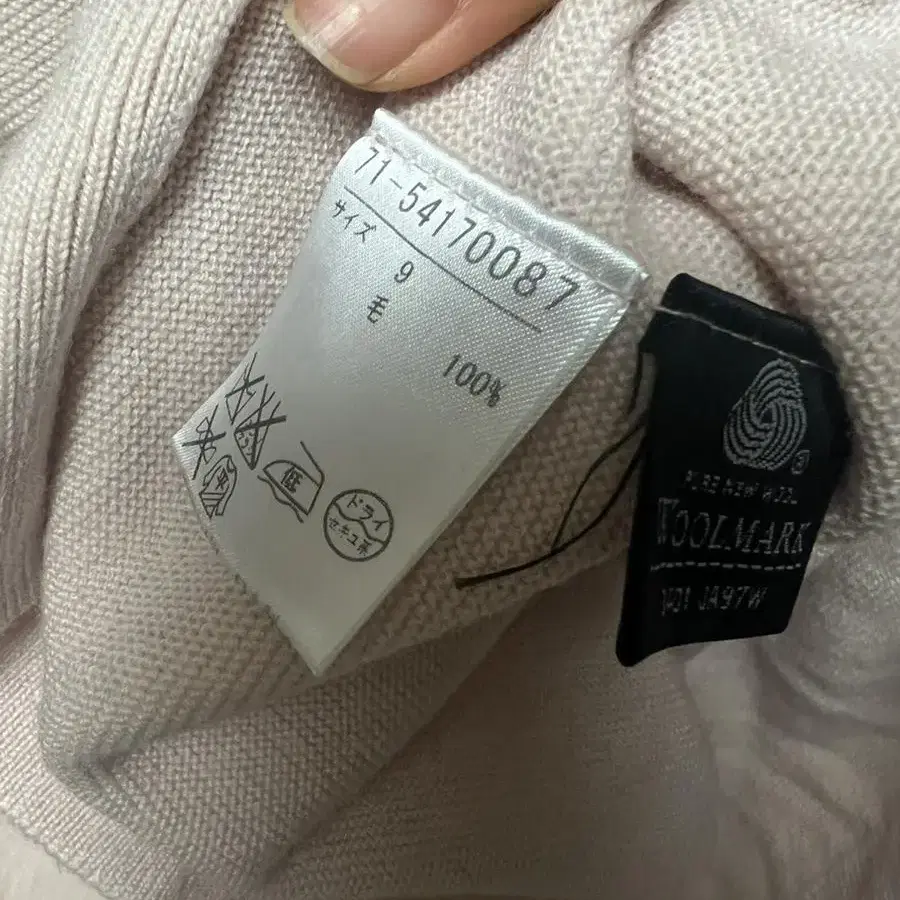 71-54170087
サイズ
9
毛 100%
低
ドライ
セキユ系
PURE NEW WOOL
WOOLMARK
JA97W